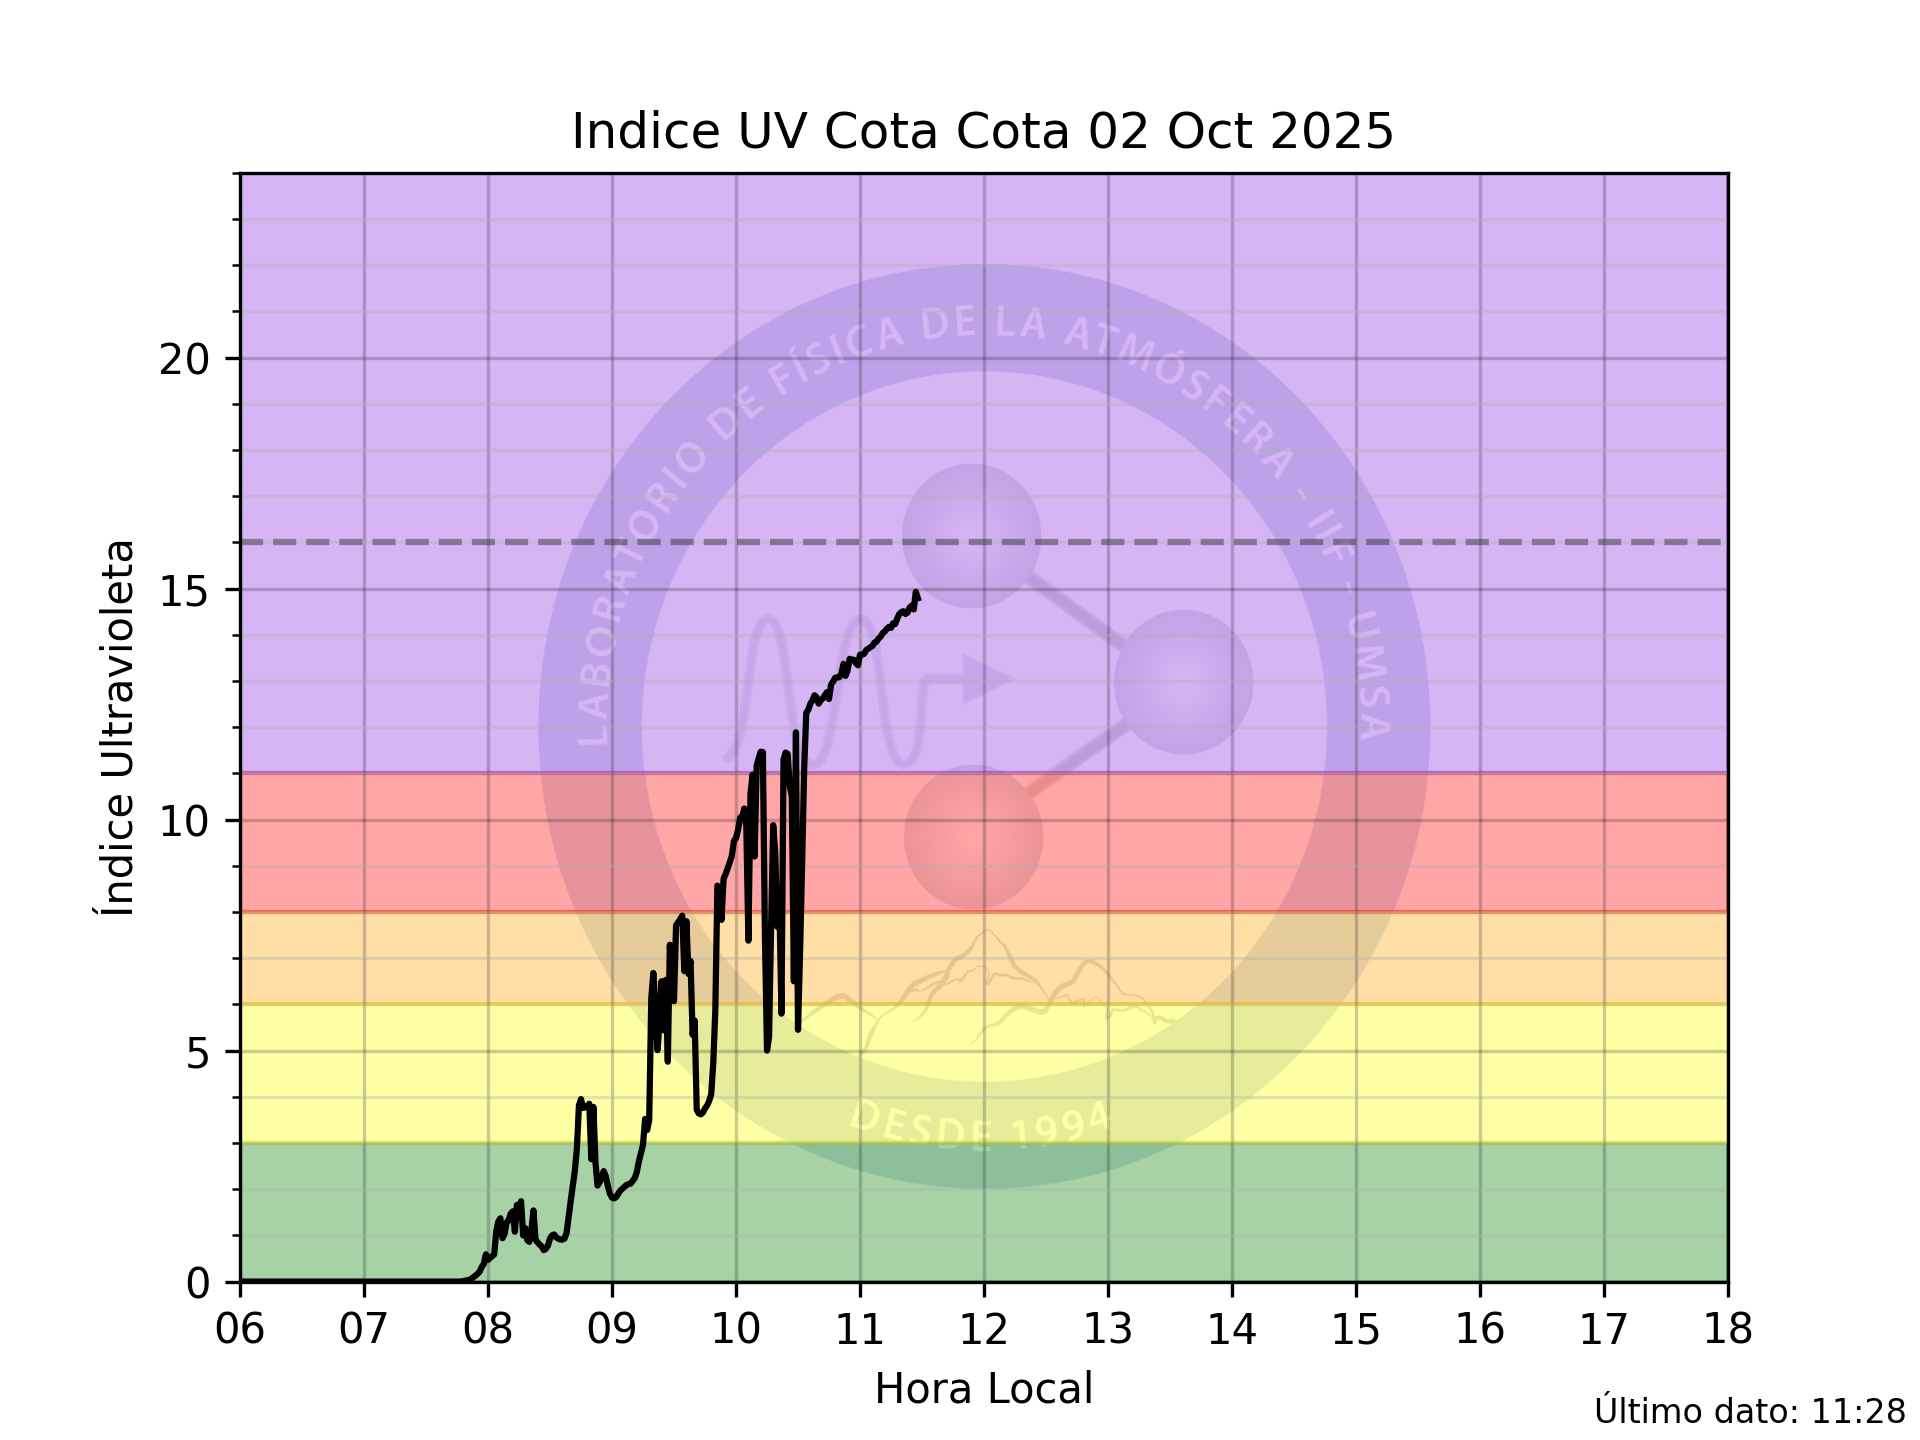 Indice UV Cota Cota 02 Oct 2025
LABORATORIO DE FÍSICA DE LA ATMÓSFERA - IIF - UMSA
DESDE 1994
Índice Ultravioleta
20
15
10
5
0
06 07 08 09 10 11 12 13 14 15 16 17 18
Hora Local
Último dato: 11:28